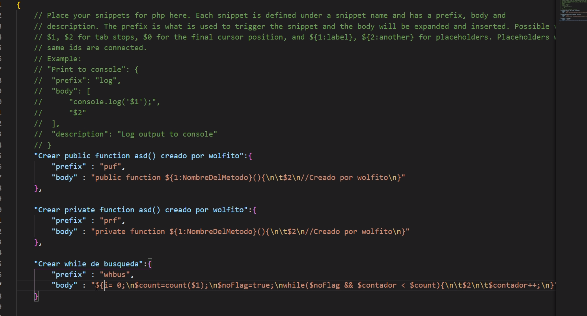 {
// Place your snippets for php here. Each snippet is defined under a snippet name and has a prefix, body and
// description. The prefix is what is used to trigger the snippet and the body will be expanded and inserted. Possible
// $1, $2 for tab stops, $0 for the final cursor position, and ${1:label}, ${2:another} for placeholders. Placeholders
// same ids are connected.
// Example:
// "Print to console": {
//  "prefix": "log",
//  "body": [
//      "console.log('$1');",
//      "$2"
//  ],
//  "description": "Log output to console"
// }
"Crear public function asd() creado por wolfito":{
"prefix" : "puf",
"body" : "public function ${1:NombreDelMetodo}(){\n\t$2\n//Creado por wolfito\n}"
},
"Crear private function asd() creado por wolfito":{
"prefix" : "prf",
"body" : "private function ${1:NombreDelMetodo}(){\n\t$2\n//Creado por wolfito\n}"
},
"Crear while de busqueda":{
"prefix" : "whbus",
"body" : "${i= 0;\n$count=count($1);\n$noFlag=true;\nwhile($noFlag && $contador < $count){\n\t$2\n\t$contador++;\n}"
}